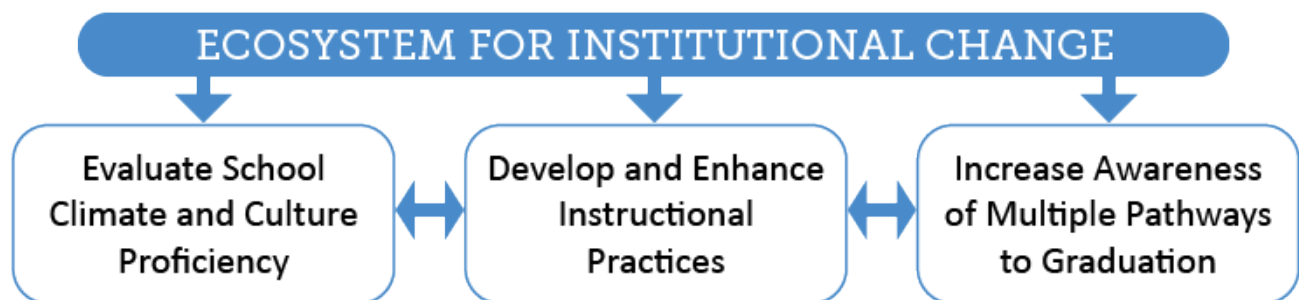 ECOSYSTEM FOR INSTITUTIONAL CHANGE
Evaluate School
Climate and Culture
Proficiency
Develop and Enhance
Instructional
Practices
Increase Awareness
of Multiple Pathways
to Graduation